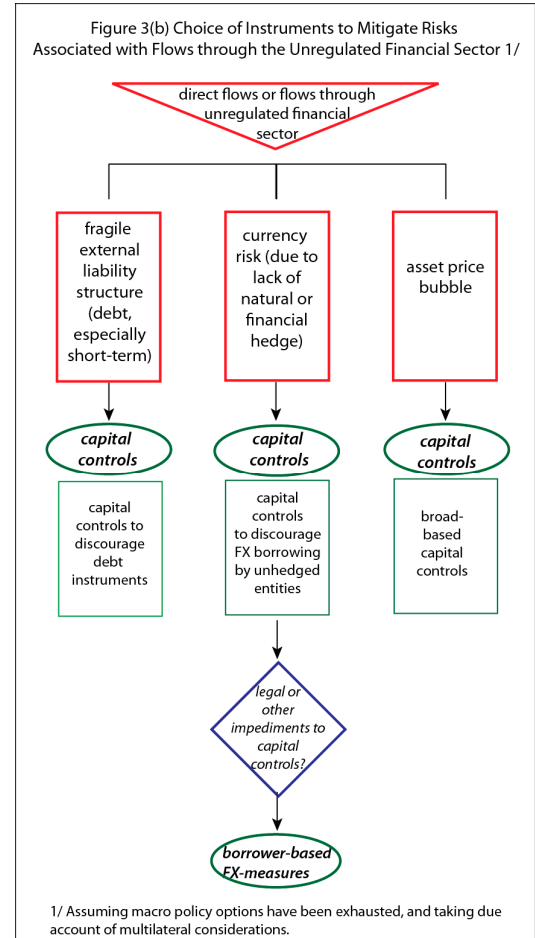 Figure 3(b) Choice of Instruments to Mitigate Risks
Associated with Flows through the Unregulated Financial Sector 1/
direct flows or flows through
unregulated financial
sector
fragile
external
liability
structure
(debt,
especially
short-term)
currency
risk (due to
lack of
natural or
financial
hedge)
asset price
bubble
capital
controls
capital
controls
capital
controls
capital
controls to
discourage
debt
instruments
capital
controls
to discourage
FX borrowing
by unhedged
entities
broad-
based
capital
controls
legal or
other
impediments to
capital
controls?
borrower-based
FX-measures
1/ Assuming macro policy options have been exhausted, and taking due
account of multilateral considerations.